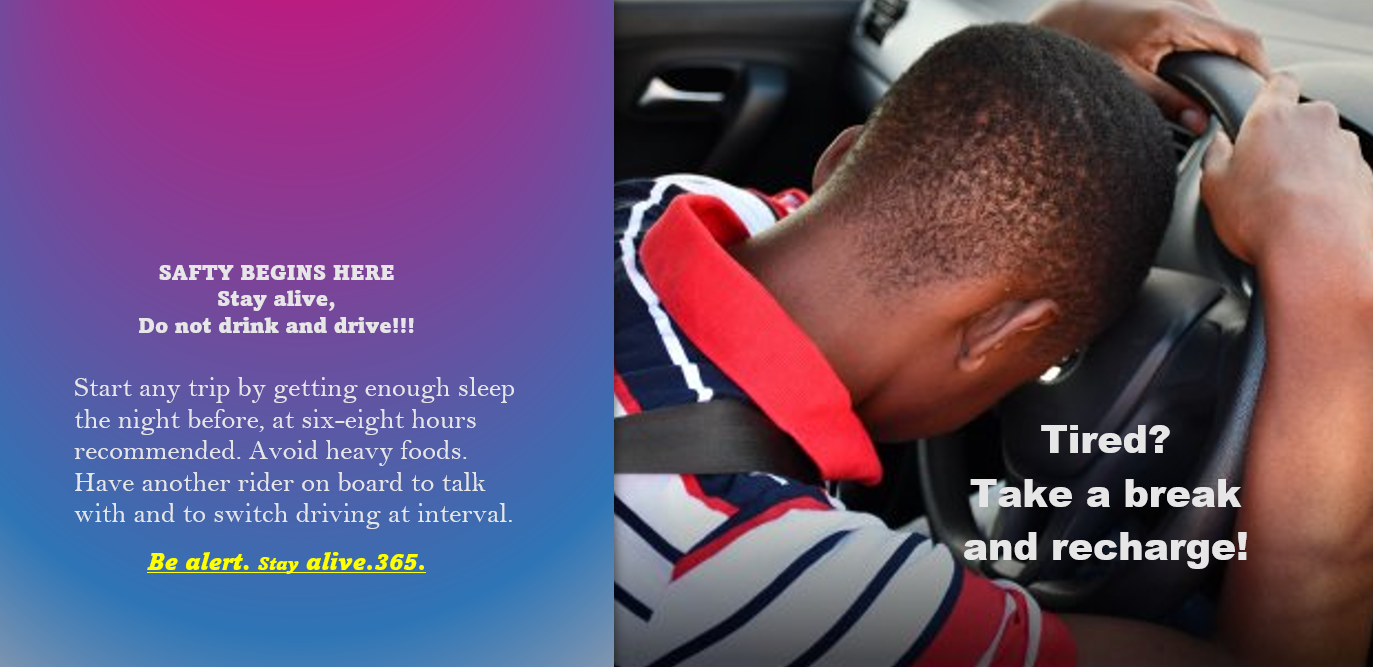 SAFTY BEGINS HERE
Stay alive,
Do not drink and drive!!!
Start any trip by getting enough sleep
the night before, at six-eight hours
recommended. Avoid heavy foods.
Have another rider on board to talk
with and to switch driving at interval.
Be alert. Stay alive.365.
Tired?
Take a break
and recharge!